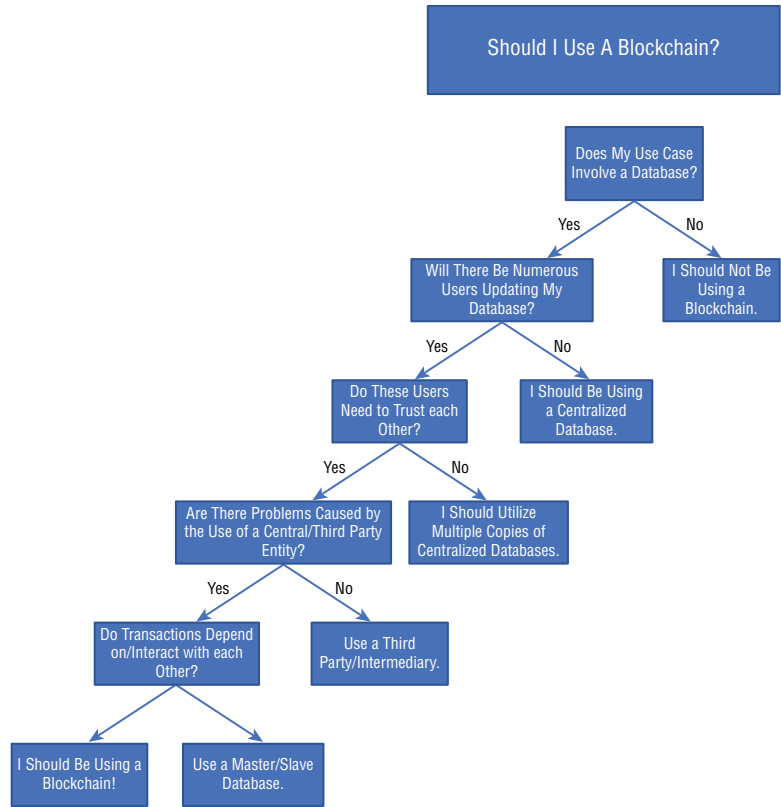 Should I Use A Blockchain?
Does My Use Case
Involve a Database?
Yes
No
Will There Be Numerous
Users Updating My
Database?
I Should Not Be
Using a
Blockchain.
Yes
No
Do These Users
Need to Trust each
Other?
I Should Be Using
a Centralized
Database.
Yes
No
Are There Problems Caused by
the Use of a Central/Third Party
Entity?
I Should Utilize
Multiple Copies of
Centralized Databases.
Yes
No
Do Transactions Depend
on/Interact with each
Other?
Use a Third
Party/Intermediary.
I Should Be Using a
Blockchain!
Use a Master/Slave
Database.